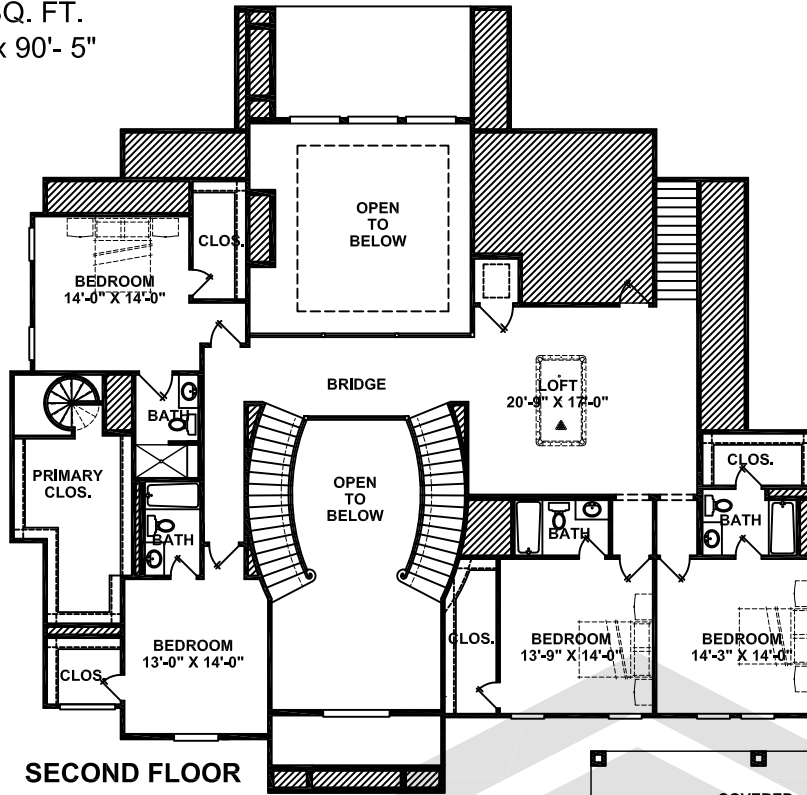 SQ. FT.
x 90'- 5"
OPEN
TO
BELOW
CLOS.
BEDROOM
14'-0" X 14'-0"
BRIDGE
LOFT
20'-9" X 17'-0"
BATH
PRIMARY
CLOS.
OPEN
TO
BELOW
CLOS.
BATH
BATH
BEDROOM
13'-0" X 14'-0"
CLOS.
CLOS.
BEDROOM
13'-9" X 14'-0"
BEDROOM
14'-3" X 14'-0"
SECOND FLOOR